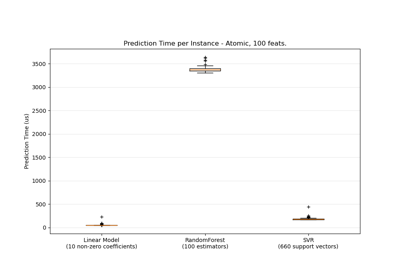 Prediction Time per Instance - Atomic, 100 feats.
Prediction Time (us)
3500
3000
2500
2000
1500
1000
500
0
Linear Model
(10 non-zero coefficients)
RandomForest
(100 estimators)
SVR
(660 support vectors)